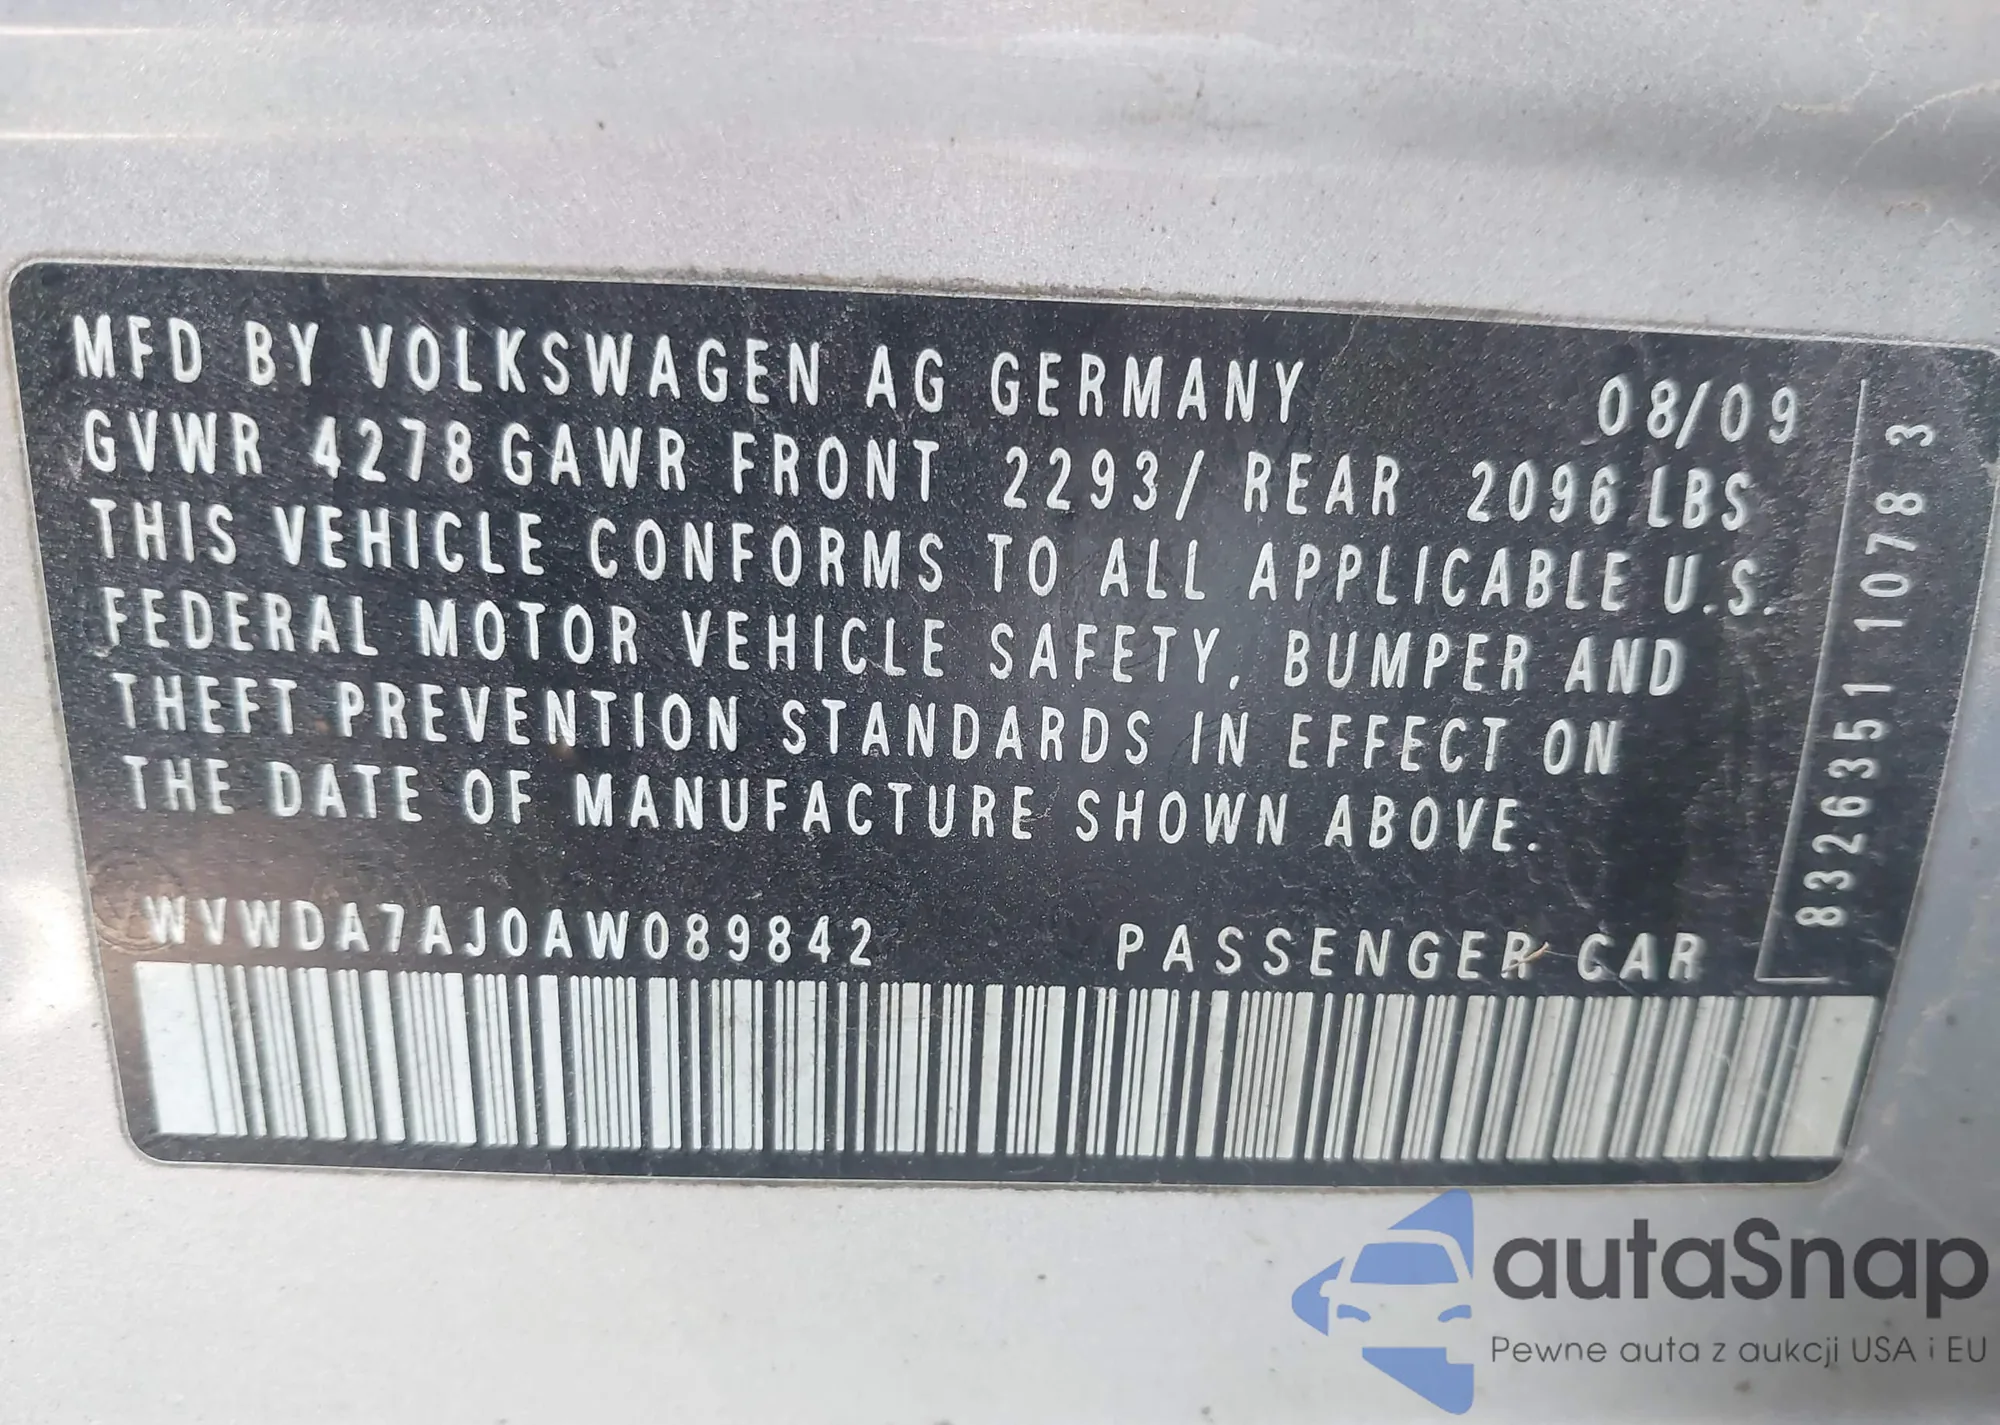 MFD BY VOLKSWAGEN AG GERMANY 08/09
GVWR 4278 GAWR FRONT 2293/ REAR 2096 LBS
THIS VEHICLE CONFORMS TO ALL APPLICABLE U.S.
FEDERAL MOTOR VEHICLE SAFETY, BUMPER AND
THEFT PREVENTION STANDARDS IN EFFECT ON
THE DATE OF MANUFACTURE SHOWN ABOVE.
WVWDA7AJ0AW089842 PASSENGER CAR
8326351 1078 3
autaSnap
Pewne auta z aukcji USA i EU